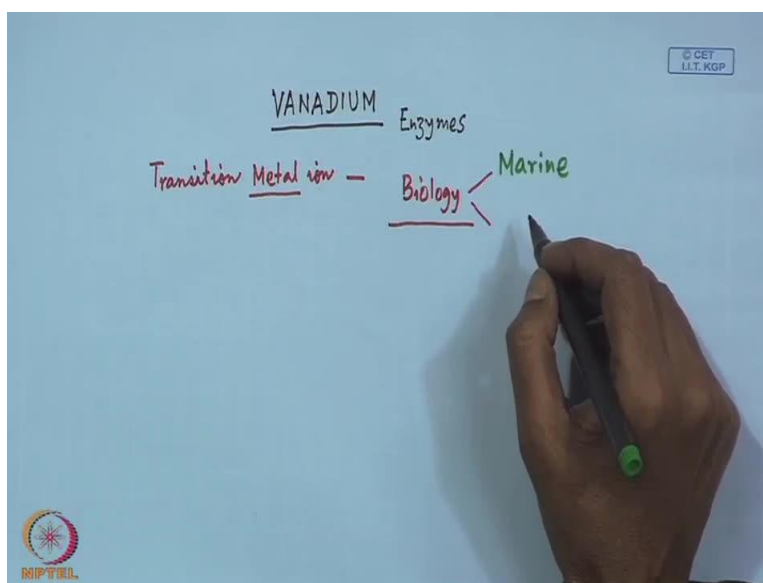 © CET
I.I.T. KGP
VANADIUM
Enzymes
Transition Metal ion - Biology
Marine
NPTEL